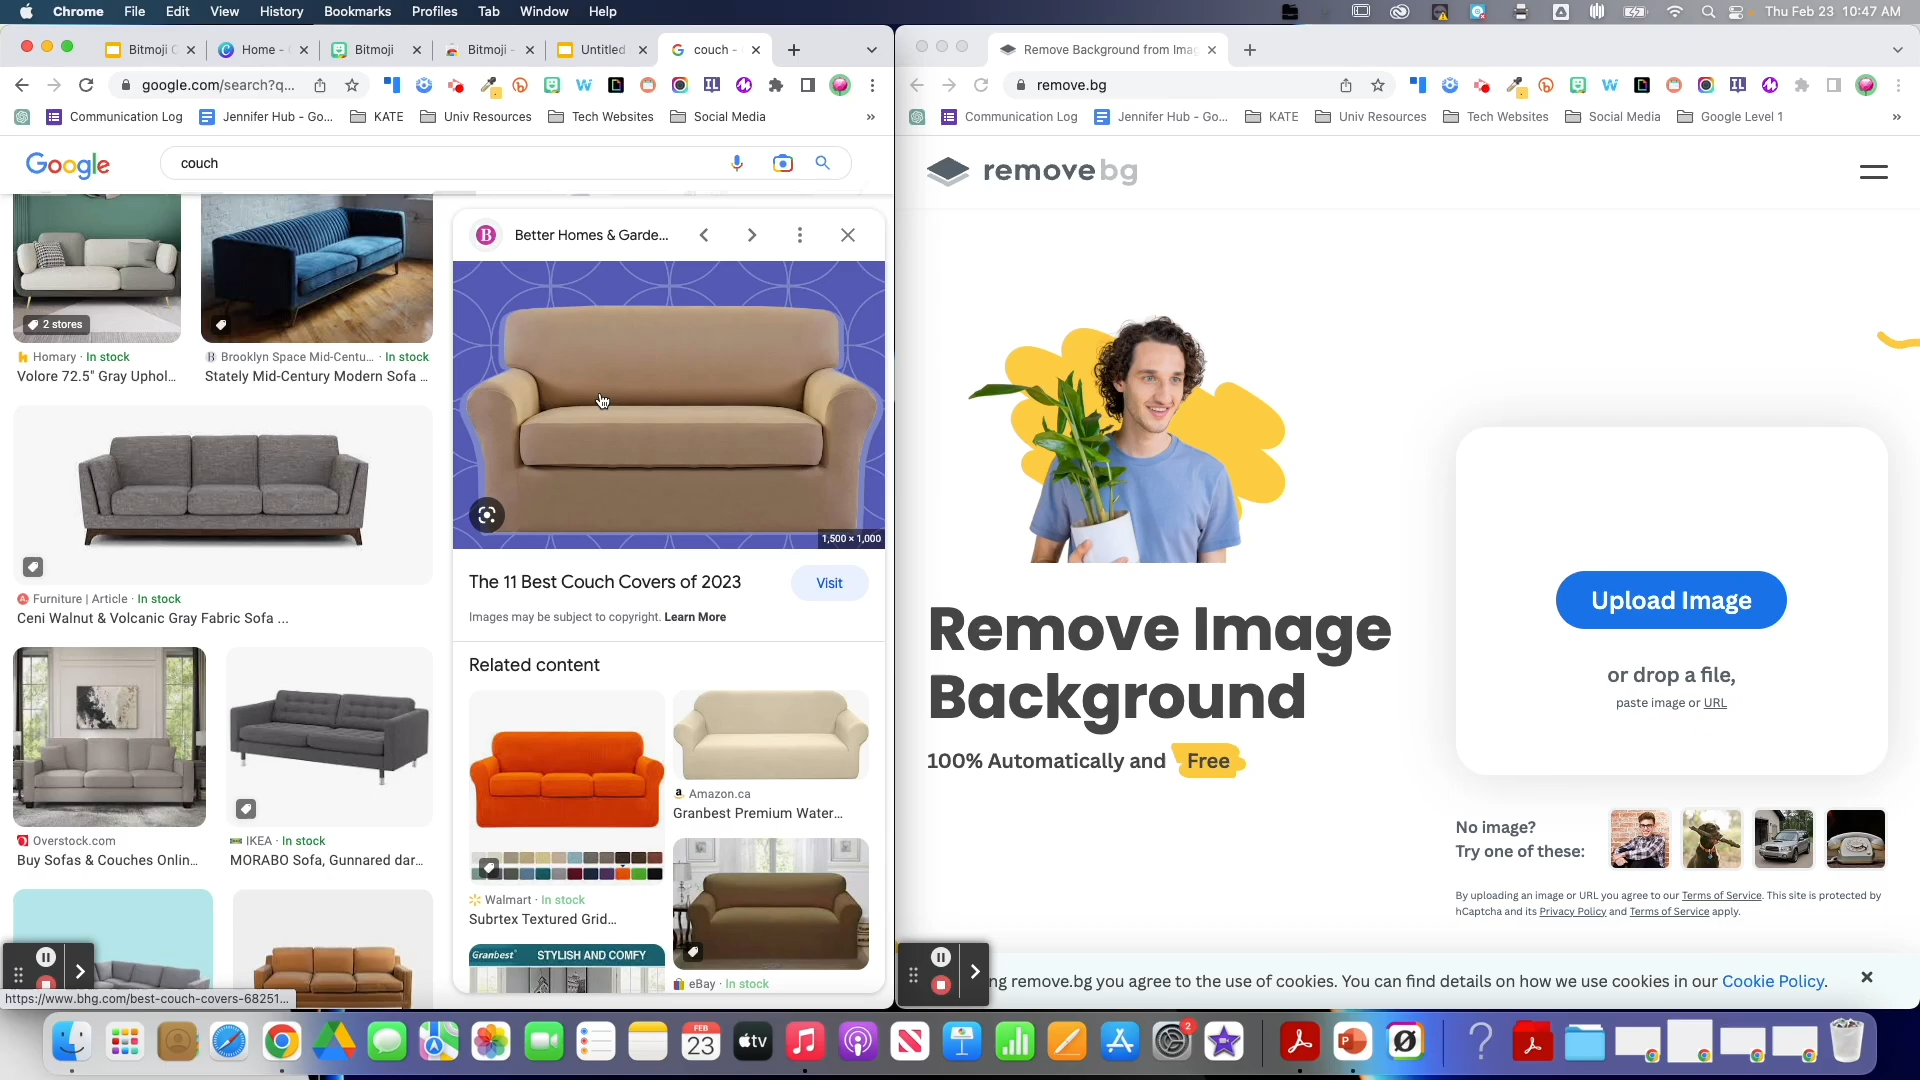 Chrome File Edit View History Bookmarks Profiles Tab Window Help
Thu Feb 23 10:47 AM
Bitmoji
Home -
Bitmoji
Bitmoji -
Untitled
couch -
google.com/search?q...
Communication Log
Jennifer Hub - Go...
KATE
Univ Resources
Tech Websites
Social Media
»
Google
couch
2 stores
Homary · In stock
Volore 72.5" Gray Uphol...
Brooklyn Space Mid-Centu... · In stock
Stately Mid-Century Modern Sofa ...
Furniture | Article · In stock
Ceni Walnut & Volcanic Gray Fabric Sofa ...
Overstock.com
Buy Sofas & Couches Onlin...
IKEA · In stock
MORABO Sofa, Gunnared dar...
B
Better Homes & Garde...
1,500 × 1,000
The 11 Best Couch Covers of 2023
Visit
Images may be subject to copyright. Learn More
Related content
Walmart · In stock
Subrtex Textured Grid...
Amazon.ca
Granbest Premium Water...
Granbest STYLISH AND COMFY
eBay · In stock
https://www.bhg.com/best-couch-covers-68251...
Remove Background from Imag
remove.bg
Communication Log
Jennifer Hub - Go...
KATE
Univ Resources
Tech Websites
Social Media
Google Level 1
»
removebg
Remove Image
Background
100% Automatically and Free
Upload Image
or drop a file,
paste image or URL
No image?
Try one of these:
By uploading an image or URL you agree to our Terms of Service. This site is protected by
hCaptcha and its Privacy Policy and Terms of Service apply.
ng remove.bg you agree to the use of cookies. You can find details on how we use cookies in our Cookie Policy.
FEB
23
tv
2